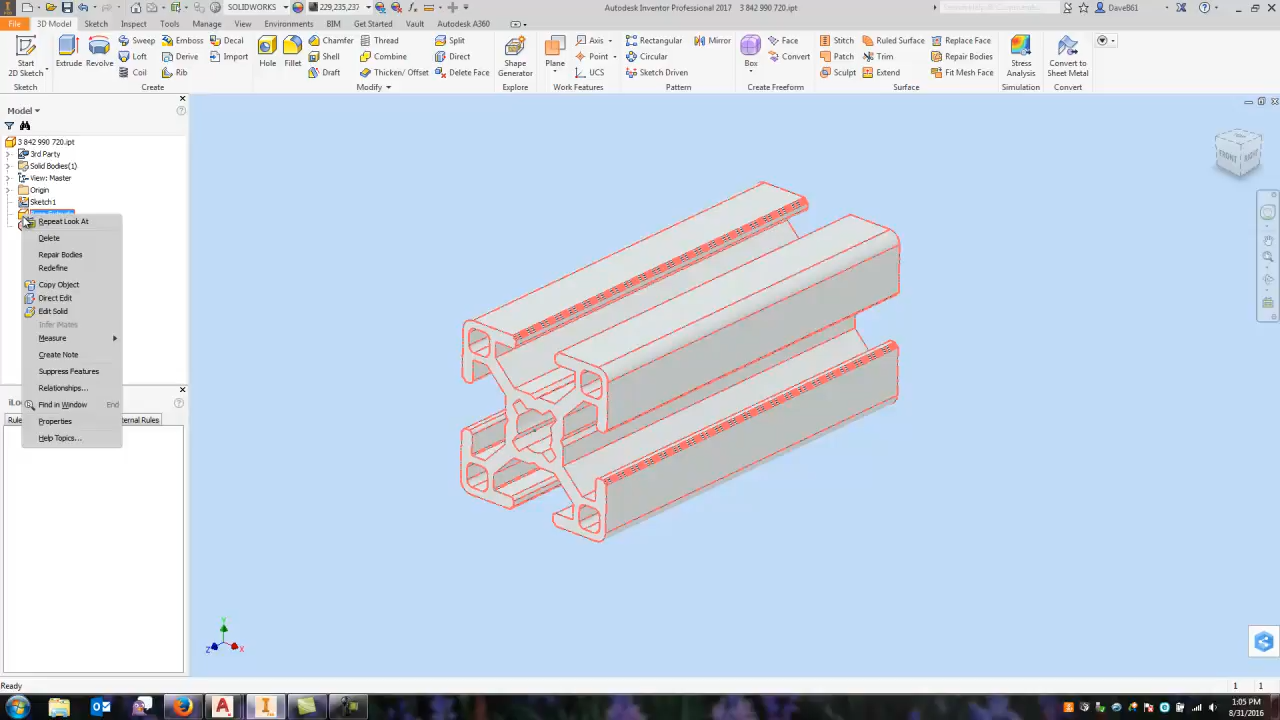 SOLIDWORKS
229,235,237
Autodesk Inventor Professional 2017 3 842 990 720.ipt
DaveB61
File
3D Model
Sketch
Inspect
Tools
Manage
View
Environments
BIM
Get Started
Vault
Autodesk A360
Start
2D Sketch
Sketch
Extrude
Revolve
Sweep
Loft
Coil
Emboss
Derive
Rib
Decal
Import
Create
Hole
Fillet
Chamfer
Shell
Draft
Thread
Combine
Thicken/ Offset
Split
Direct
Delete Face
Modify
Shape
Generator
Explore
Plane
Axis
Point
UCS
Work Features
Rectangular
Circular
Sketch Driven
Mirror
Pattern
Box
Face
Convert
Create Freeform
Stitch
Patch
Sculpt
Ruled Surface
Trim
Extend
Replace Face
Repair Bodies
Fit Mesh Face
Surface
Stress
Analysis
Simulation
Convert to
Sheet Metal
Convert
Model
3 842 990 720.ipt
3rd Party
Solid Bodies(1)
View: Master
Origin
Sketch1
Repeat Look At
Delete
Repair Bodies
Redefine
Copy Object
Direct Edit
Edit Solid
Infer iMates
Measure
Create Note
Suppress Features
Relationships...
Find in Window End
Properties
Help Topics...
Rule
ternal Rules
FRONT
RIGHT
Y
Z
X
Ready
1 1
1:05 PM
8/31/2016